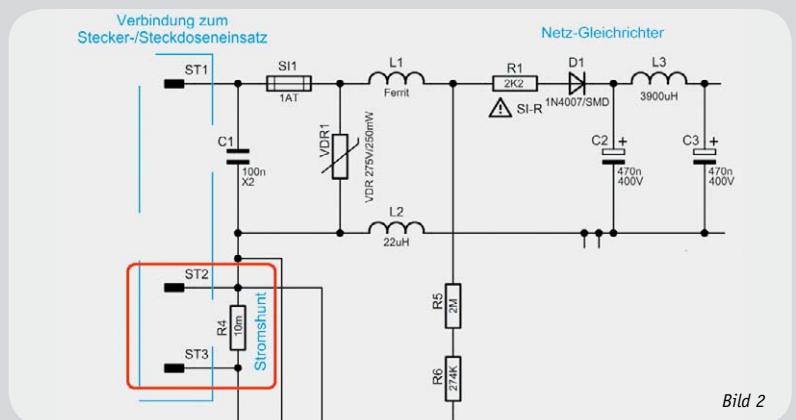 Verbindung zum
Stecker-/Steckdoseneinsatz
Netz-Gleichrichter
ST1
SI1
1AT
L1
Ferrit
R1
2K2
SI-R
D1
1N4007/SMD
L3
3900uH
C1
100n
X2
VDR1
VDR 275V/250mW
C2
+
470n
400V
C3
+
470n
400V
L2
22uH
ST2
R4
10m
Stromshunt
ST3
R5
2M
R6
274K
Bild 2